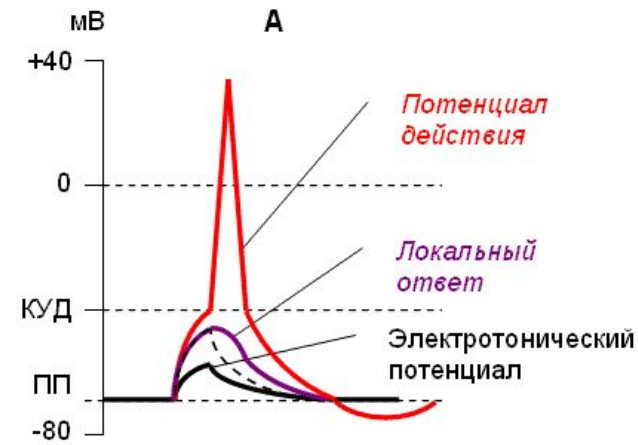 мВ
А
+40
Потенциал
действия
0
Локальный
ответ
КУД
Электротонический
потенциал
ПП
-80